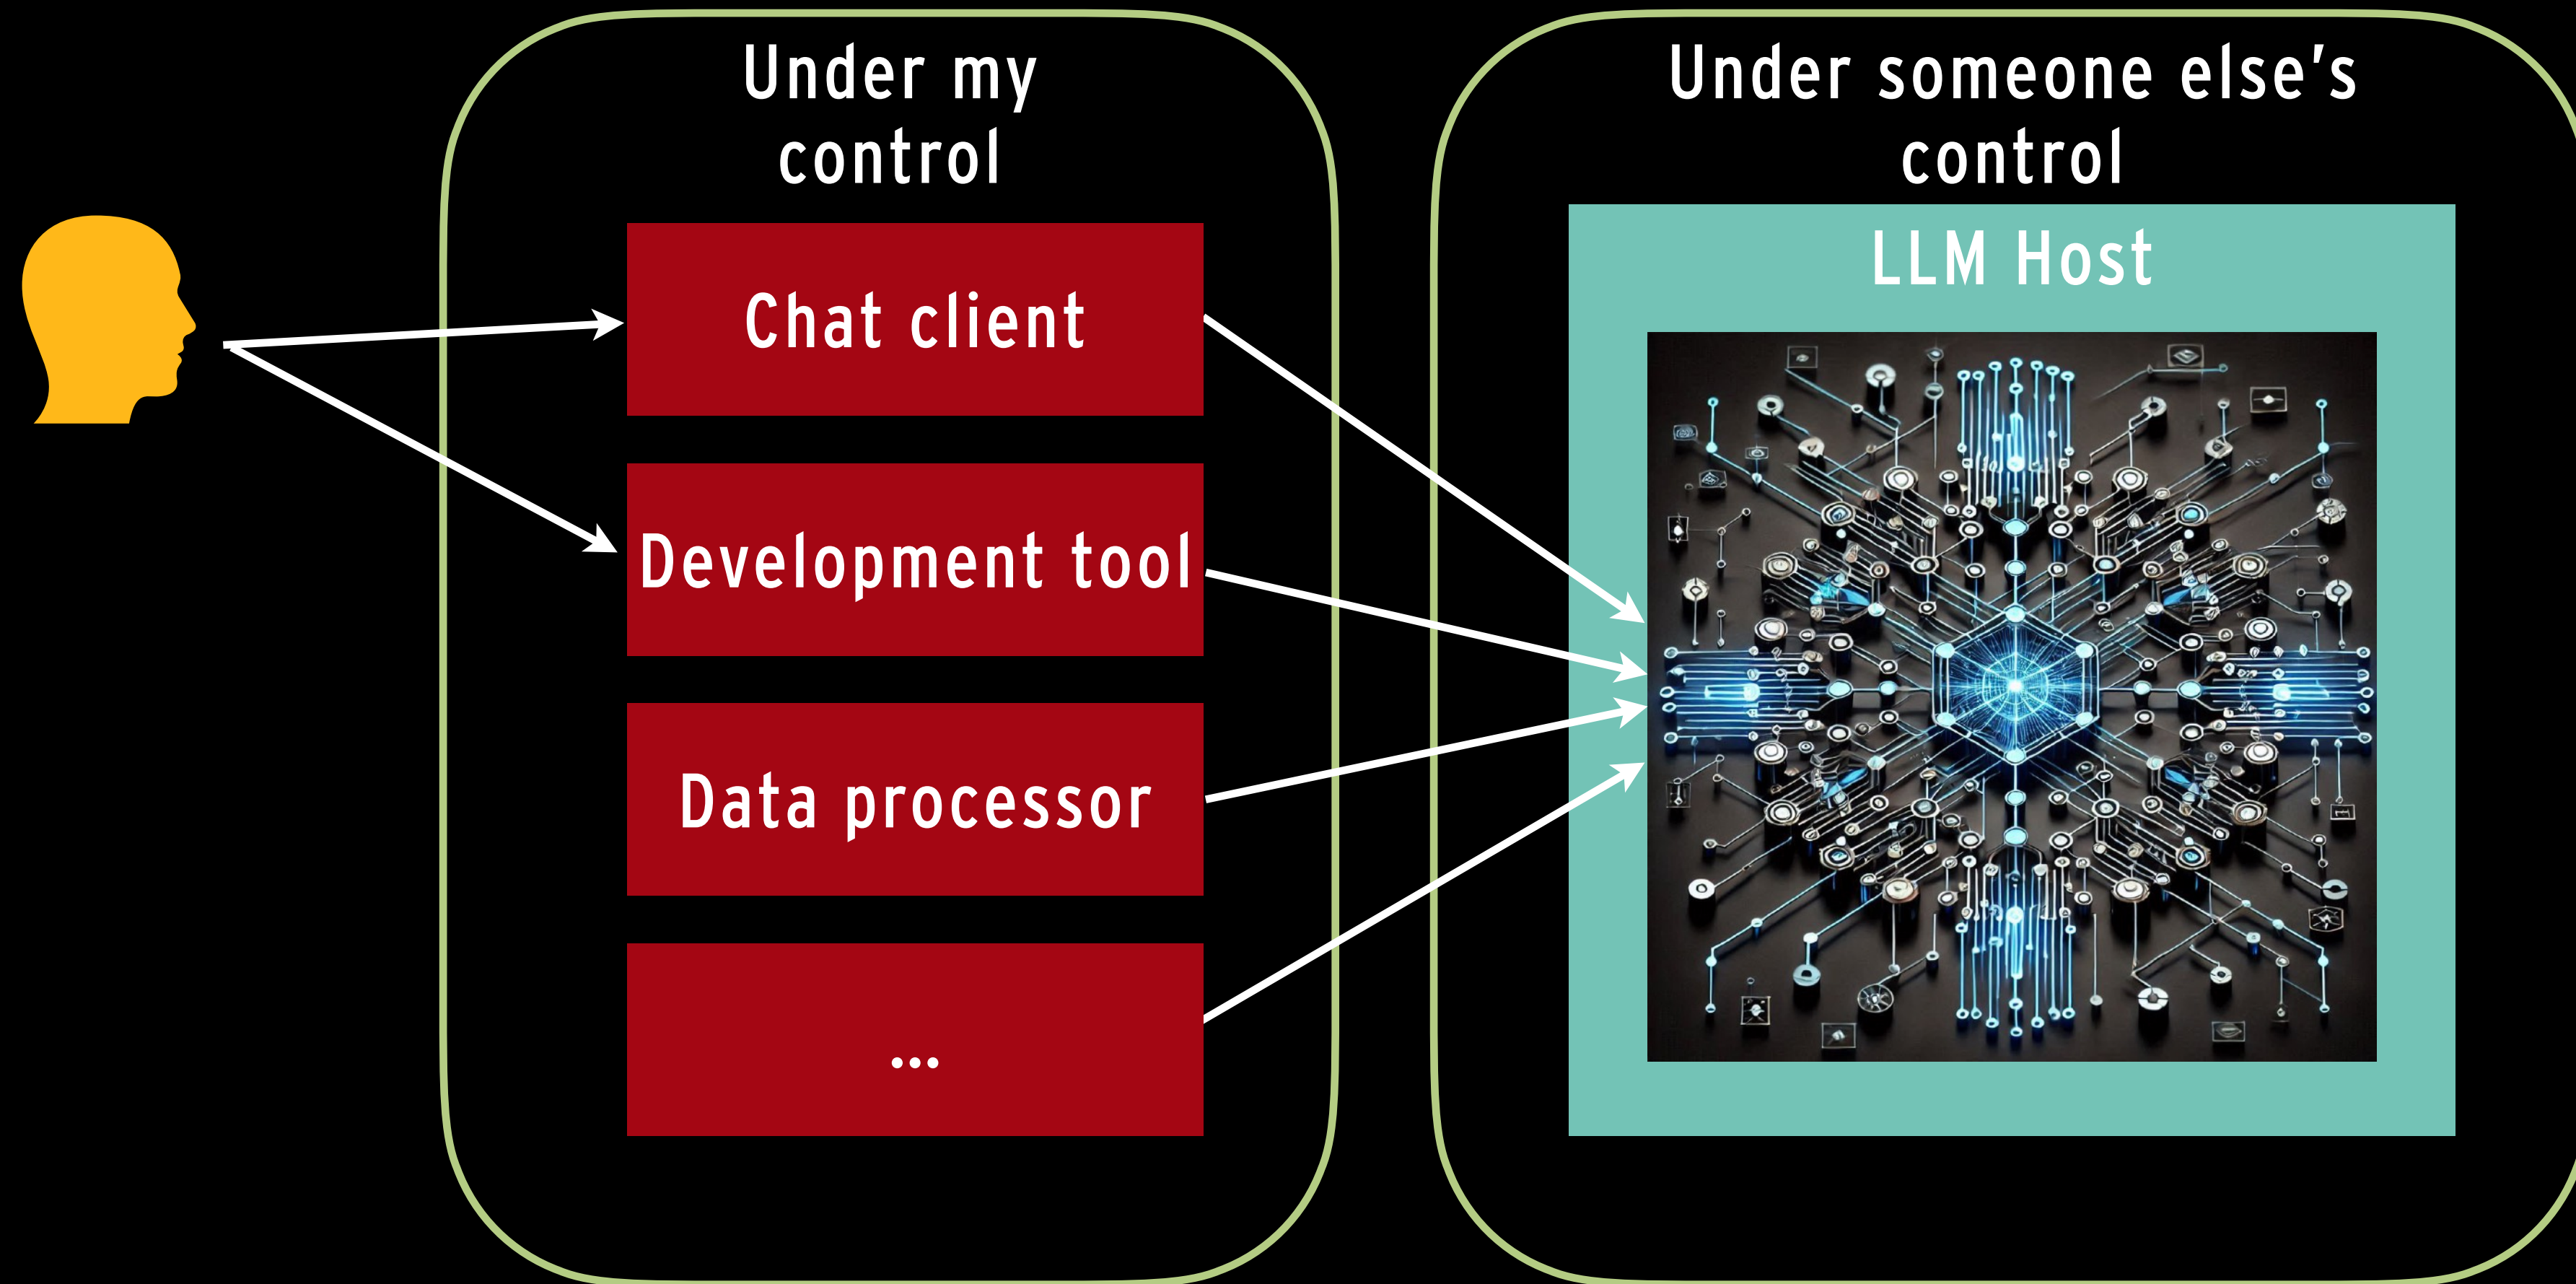 Under my
control
Chat client
Development tool
Data processor
...
Under someone else's
control
LLM Host